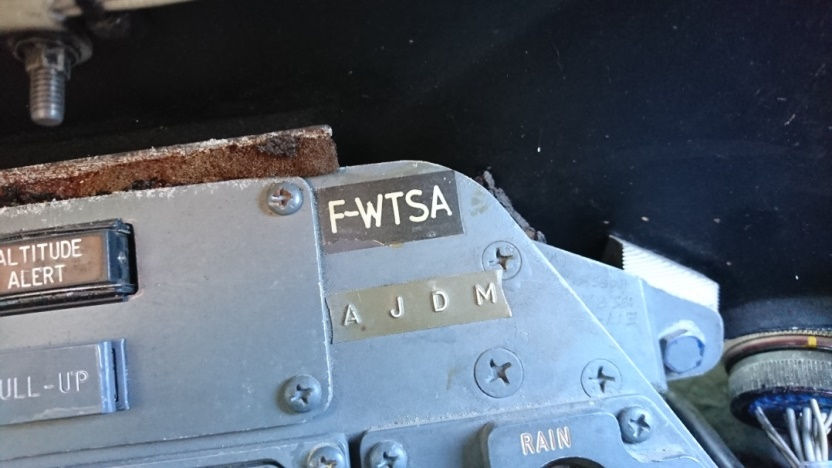 F-WTSA
ALTITUDE
ALERT
A J D M
ULL-UP
RAIN